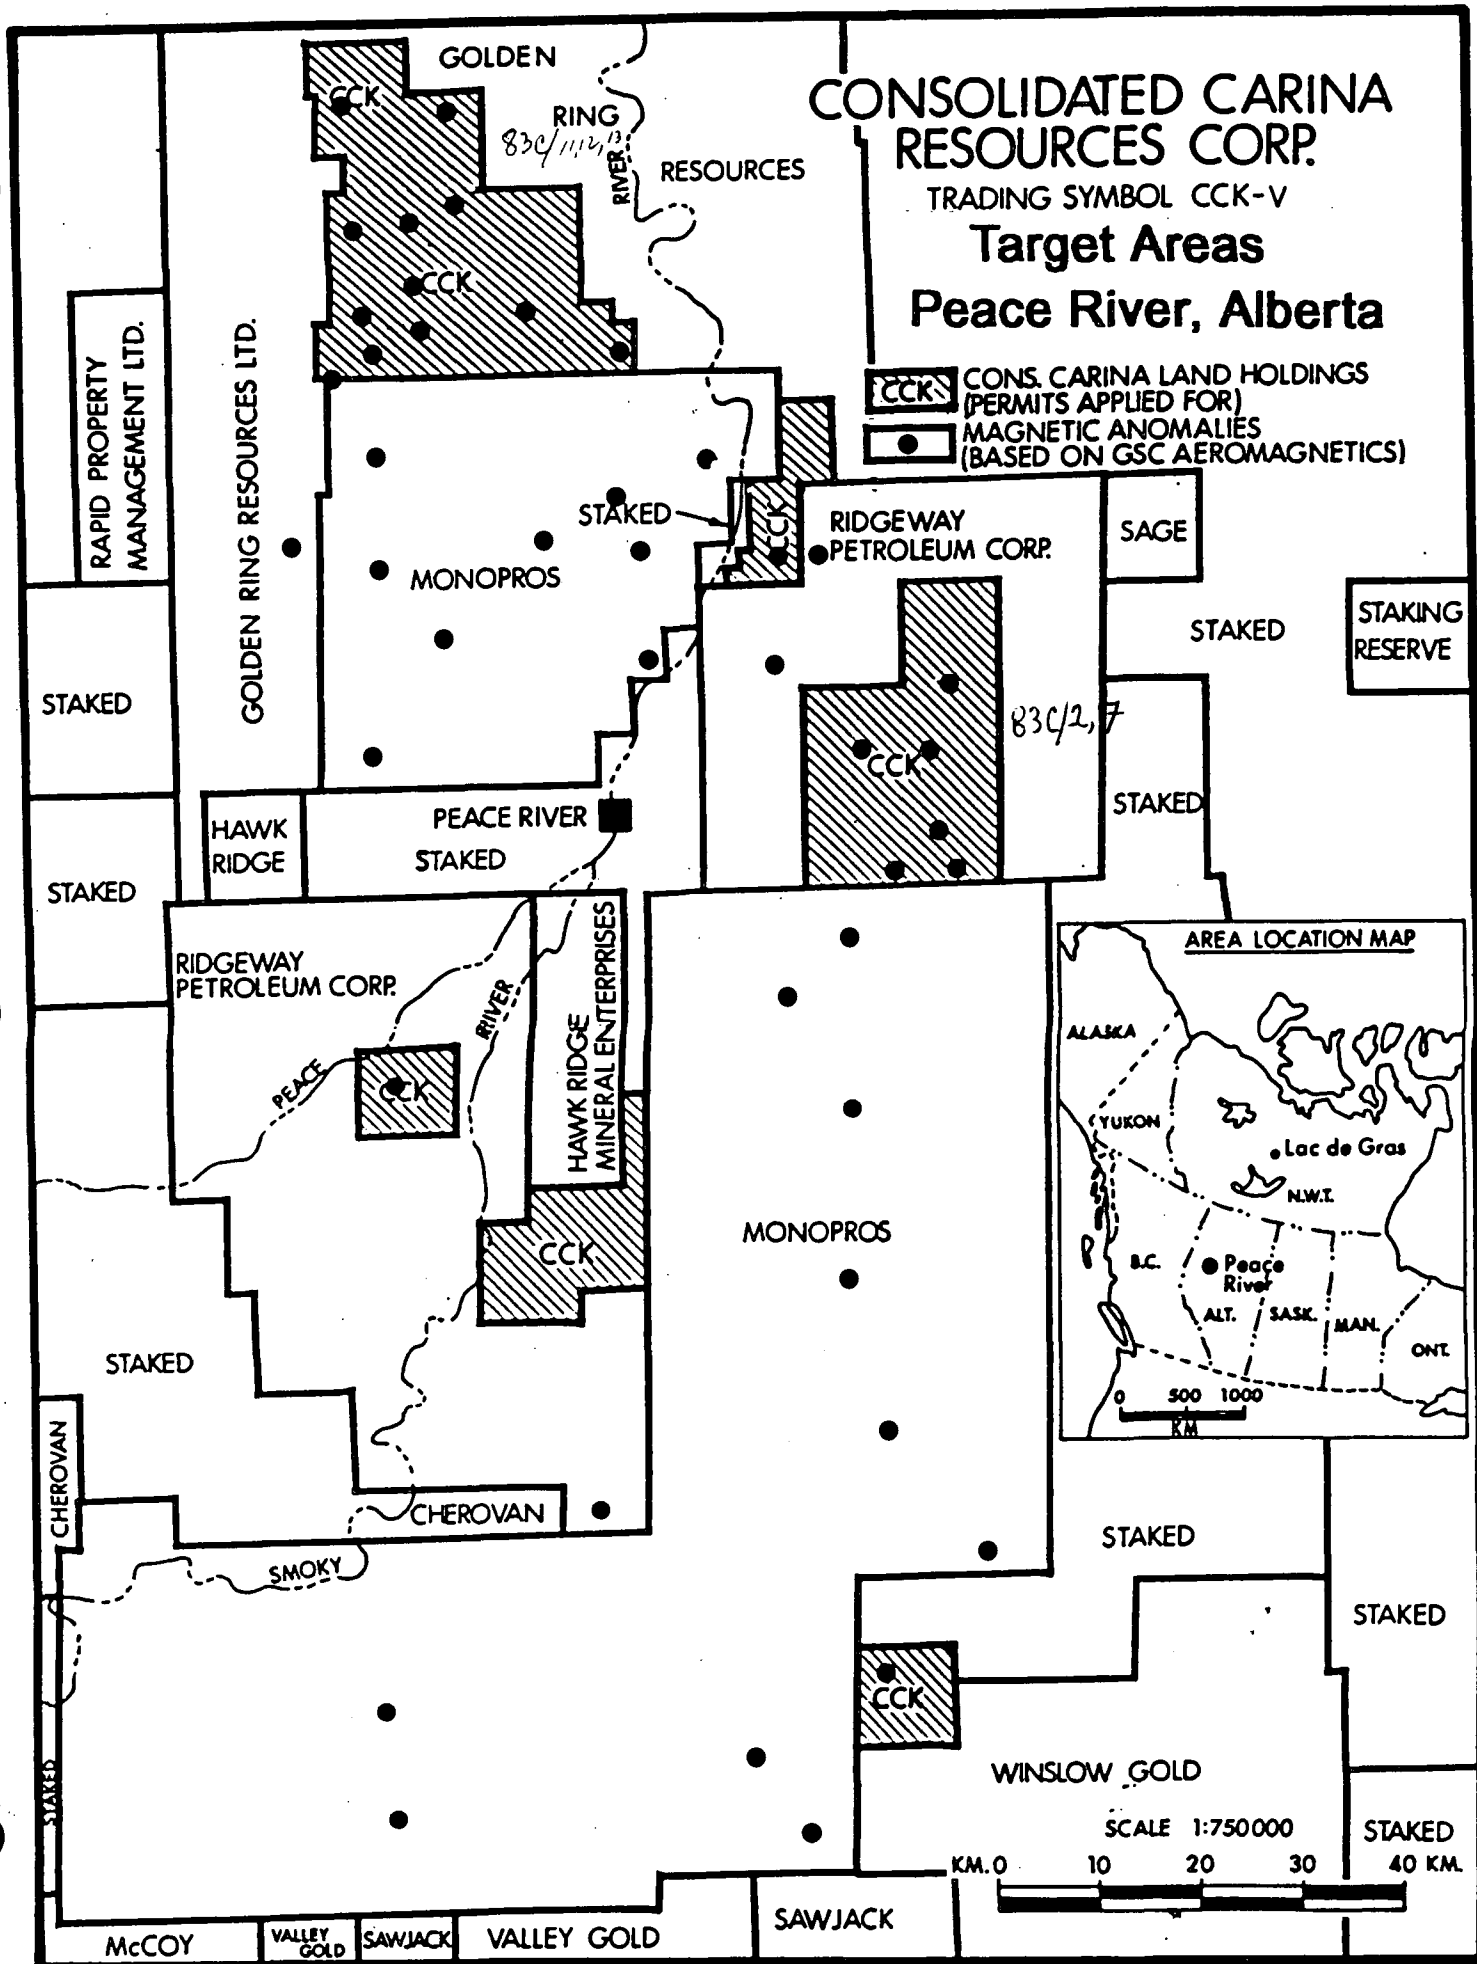 CONSOLIDATED CARINA
RESOURCES CORP.
TRADING SYMBOL CCK-V
Target Areas
Peace River, Alberta
CCK
CONS. CARINA LAND HOLDINGS
(PERMITS APPLIED FOR)
MAGNETIC ANOMALIES
(BASED ON GSC AEROMAGNETICS)
GOLDEN
RING
RESOURCES
83C/11,12,13
RIVER
CCK
CCK
RAPID PROPERTY
MANAGEMENT LTD.
GOLDEN RING RESOURCES LTD.
STAKED
CCK
RIDGEWAY
PETROLEUM CORP.
SAGE
MONOPROS
STAKED
STAKING
RESERVE
STAKED
83C/2,7
CCK
STAKED
HAWK
RIDGE
PEACE RIVER
STAKED
STAKED
RIDGEWAY
PETROLEUM CORP.
RIVER
HAWK RIDGE
MINERAL ENTERPRISES
PEACE
CCK
CCK
MONOPROS
AREA LOCATION MAP
ALASKA
YUKON
Lac de Gras
N.W.T.
B.C.
Peace
River
ALT.
SASK.
MAN.
ONT.
0 500 1000
KM
STAKED
CHEROVAN
CHEROVAN
SMOKY
STAKED
STAKED
CCK
WINSLOW GOLD
STAKED
SCALE 1:750000
STAKED
KM. 0 10 20 30 40 KM.
McCOY
VALLEY
GOLD
SAWJACK
VALLEY GOLD
SAWJACK